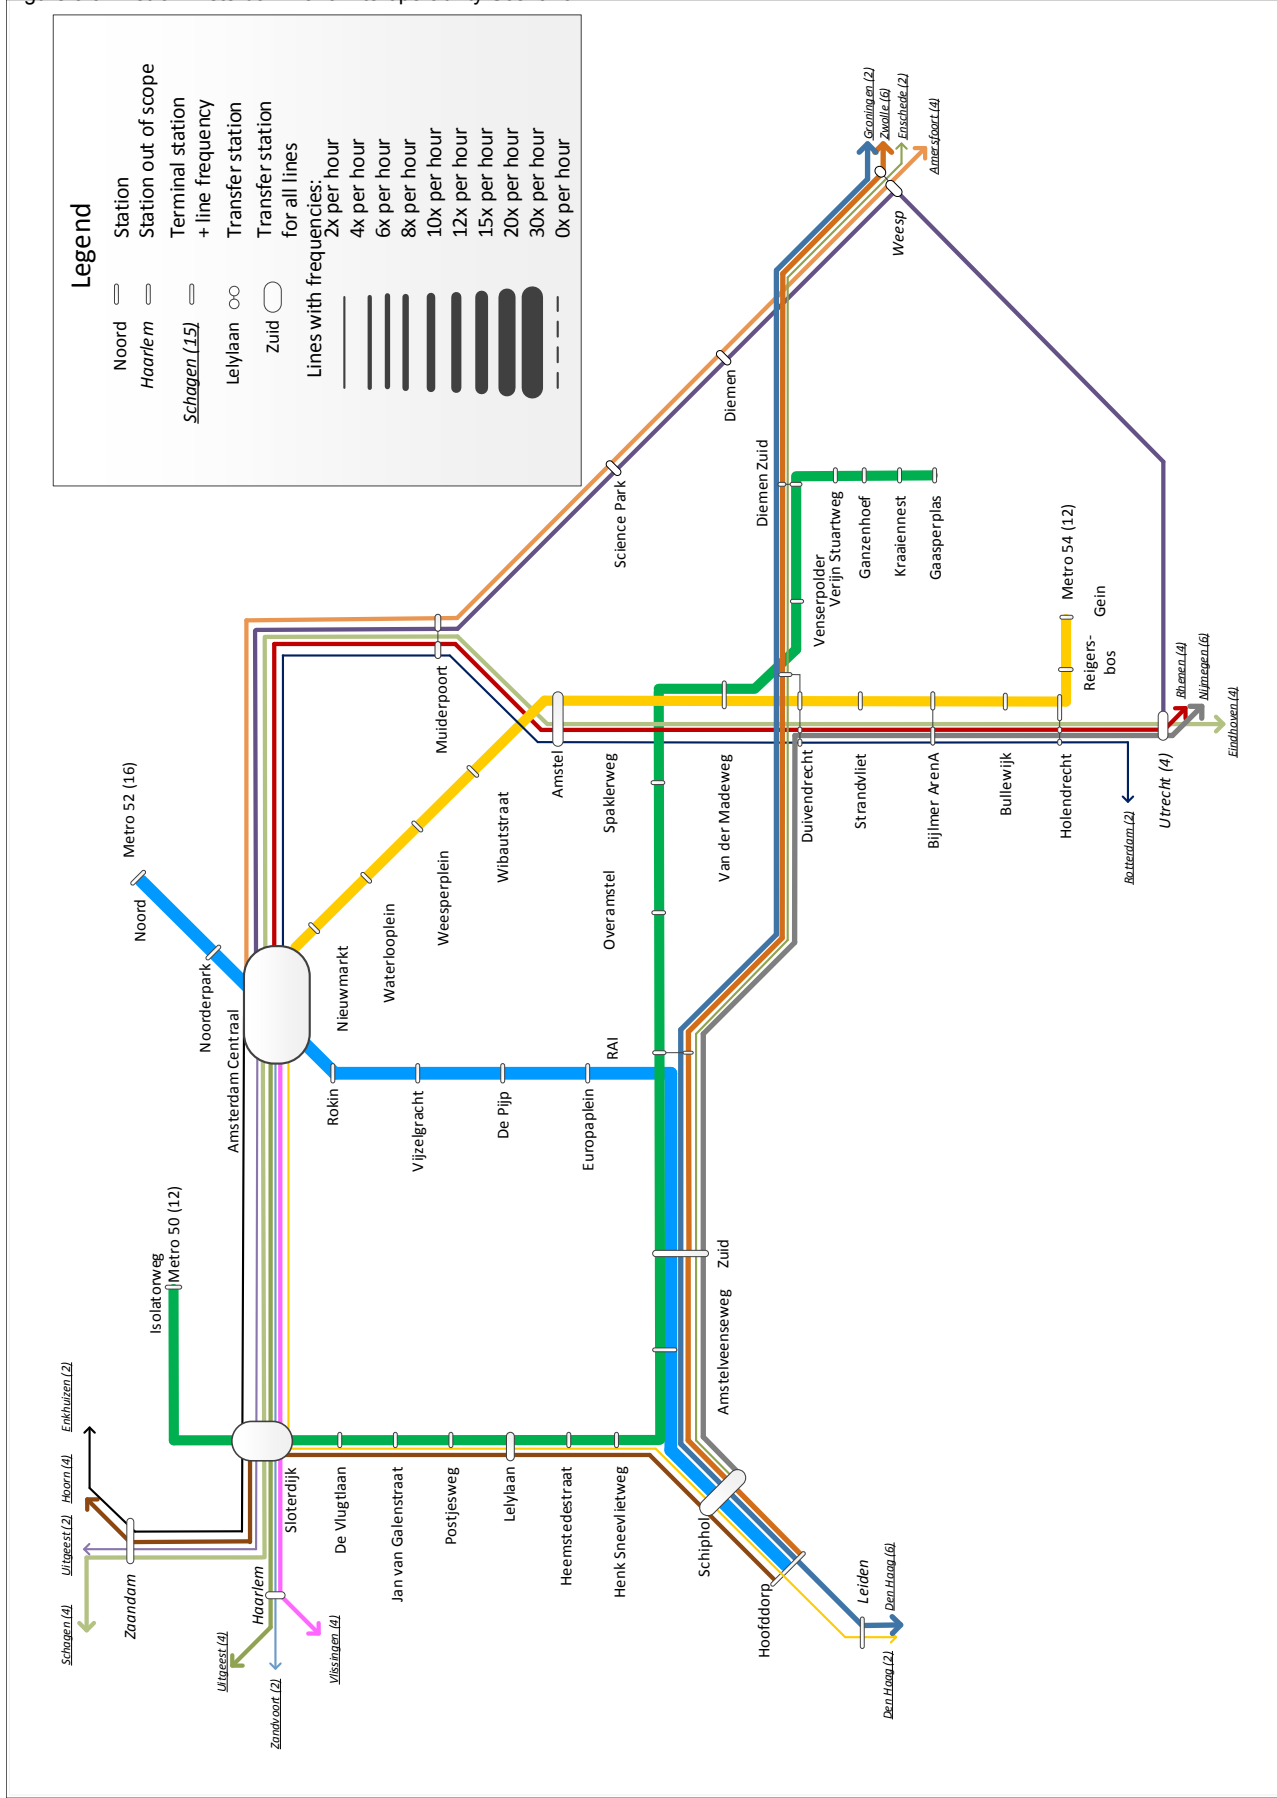 Legend
Noord
Station
Haarlem
Station out of scope
Schagen (15)
Terminal station
+ line frequency
Lelylaan
Transfer station
Zuid
Transfer station
for all lines
Lines with frequencies:
2x per hour
4x per hour
6x per hour
8x per hour
10x per hour
12x per hour
15x per hour
20x per hour
30x per hour
0x per hour
Schagen (4)
Uitgeest (2)
Hoorn (4)
Enkhuizen (2)
Zaandam
Isolatorweg
Metro 50 (12)
Noord
Metro 52 (16)
Noorderpark
Amsterdam Centraal
Uitgeest (4)
Zandvoort (2)
Haarlem
Vlissingen (4)
Sloterdijk
De Vlugtlaan
Jan van Galenstraat
Postjesweg
Lelylaan
Heemstedestraat
Henk Sneevlietweg
Rokin
Vijzelgracht
De Pijp
Europaplein
RAI
Nieuwmarkt
Waterlooplein
Weesperplein
Wibautstraat
Muiderpoort
Amstel
Spaklerweg
Overamstel
Van der Madeweg
Science Park
Diemen
Diemen Zuid
Weesp
Groningen (2)
Zwolle (6)
Enschede (2)
Amersfoort (4)
Venserpolder
Verijn Stuartweg
Ganzenhoef
Kraaiennest
Gaasperplas
Duivendrecht
Strandvliet
Bijlmer ArenA
Bullewijk
Holendrecht
Reigers-
bos
Gein
Metro 54 (12)
Zuid
Amstelveenseweg
Schiphol
Hoofddorp
Leiden
Den Haag (6)
Den Haag (2)
Rotterdam (2)
Utrecht (4)
Rhenen (4)
Nijmegen (6)
Eindhoven (4)